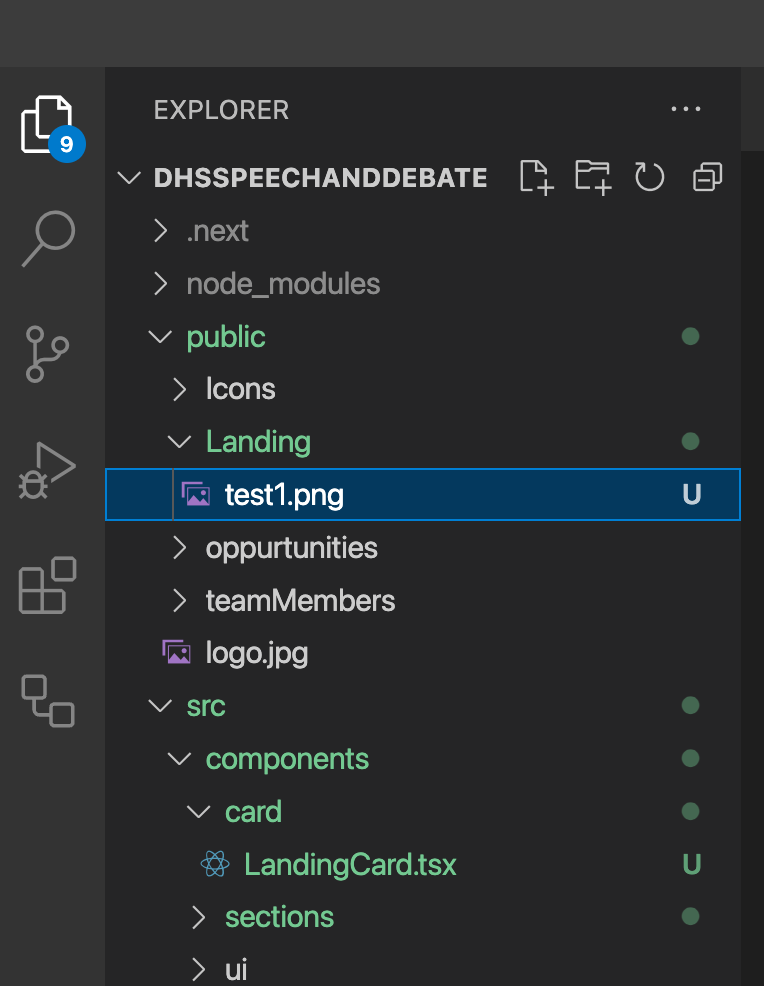 EXPLORER ...
9
DHSSPEECHANDDEBATE
.next
node_modules
public
Icons
Landing
test1.png U
oppurtunities
teamMembers
logo.jpg
src
components
card
LandingCard.tsx U
sections
ui